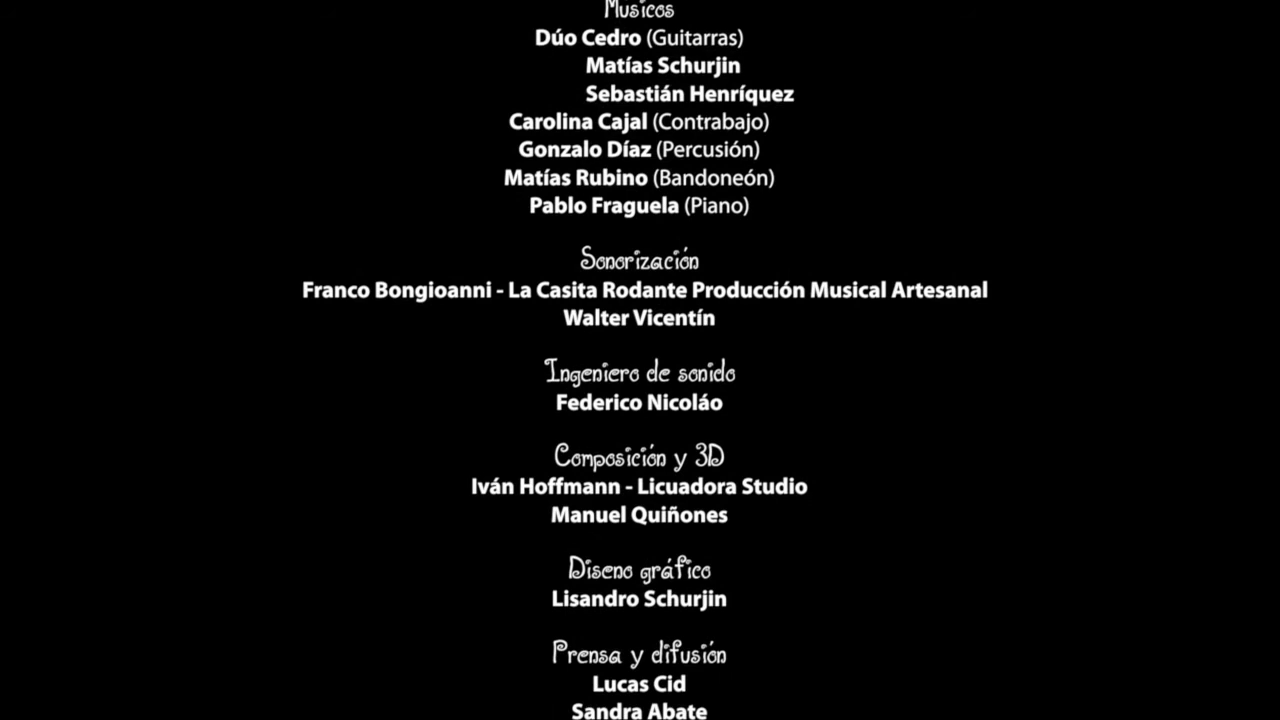 Musicos
Dúo Cedro (Guitarras)
Matías Schurjin
Sebastián Henríquez
Carolina Cajal (Contrabajo)
Gonzalo Díaz (Percusión)
Matías Rubino (Bandoneón)
Pablo Fraguela (Piano)
Sonorización
Franco Bongioanni - La Casita Rodante Producción Musical Artesanal
Walter Vicentín
Ingeniero de sonido
Federico Nicoláo
Composición y 3D
Iván Hoffmann - Licuadora Studio
Manuel Quiñones
Diseno gráfico
Lisandro Schurjin
Prensa y difusión
Lucas Cid
Sandra Abate